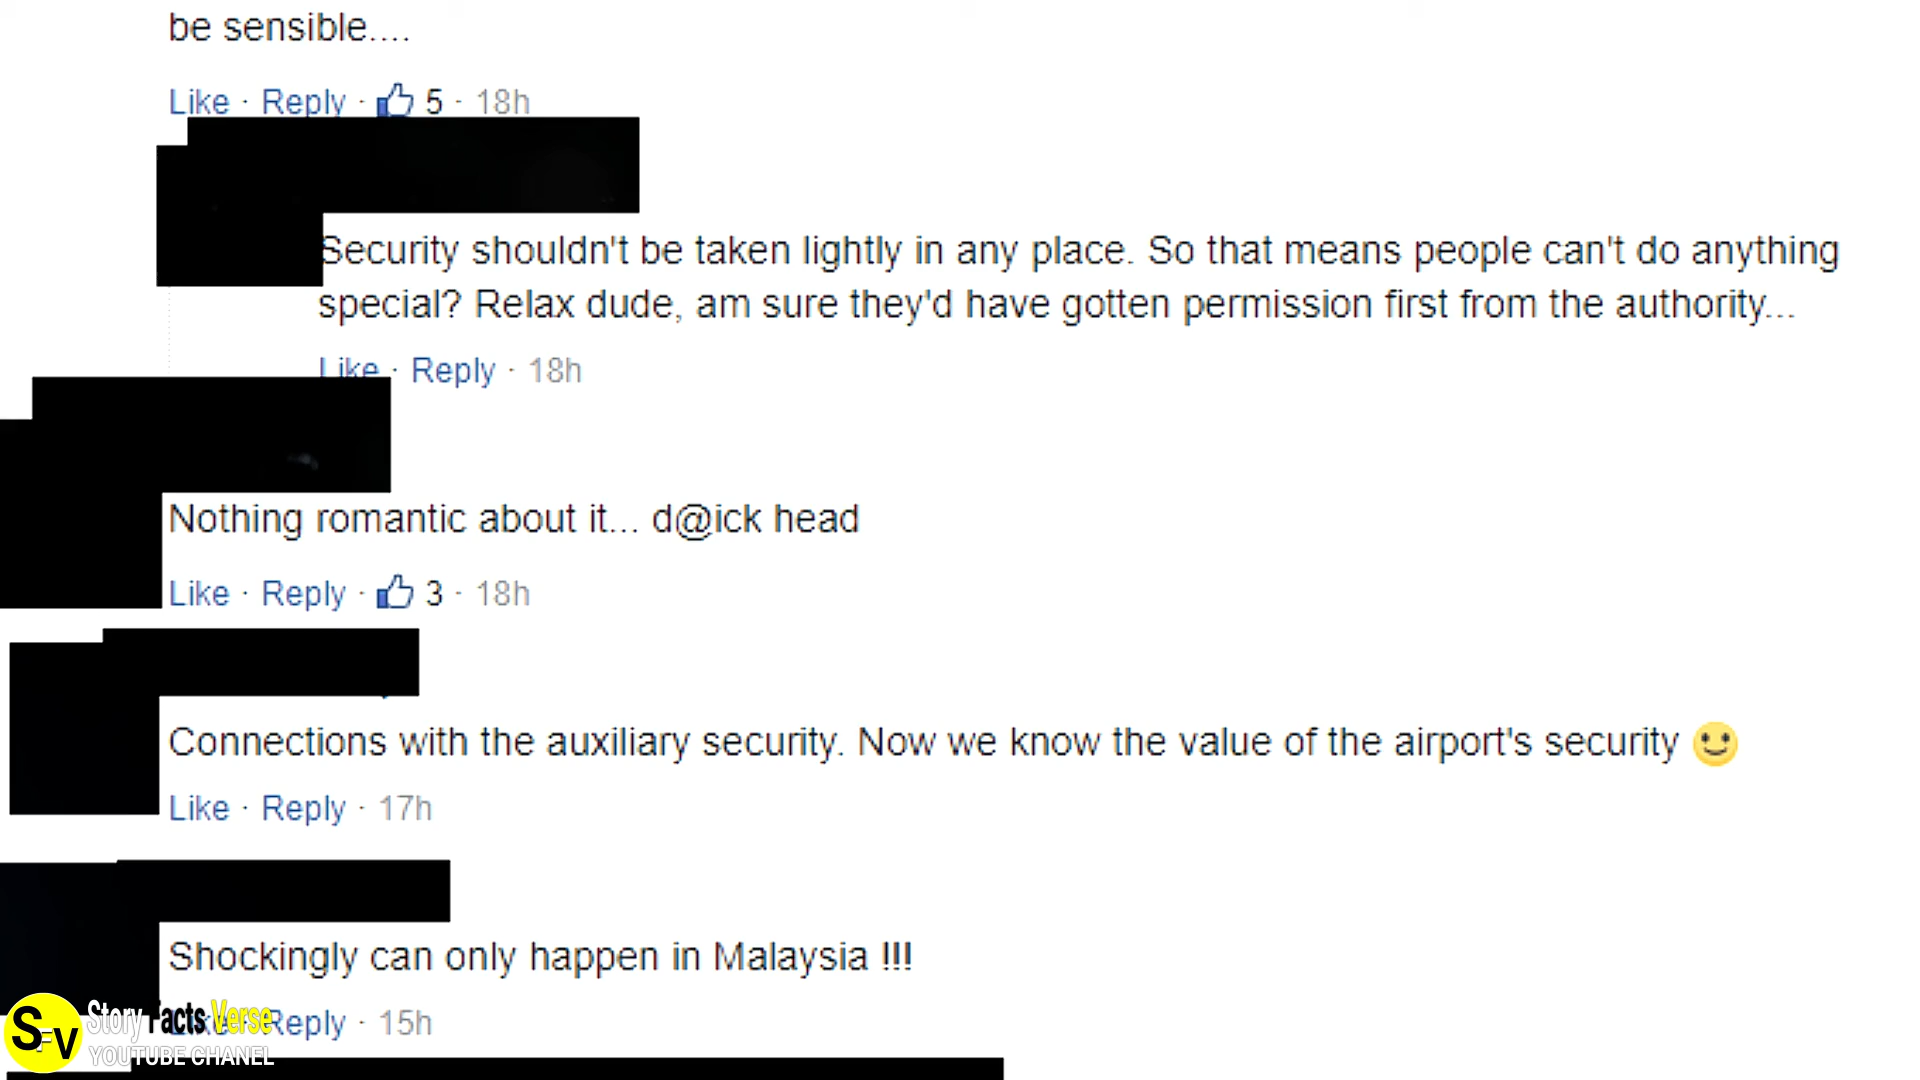 be sensible....
Like · Reply · 5 · 18h
Security shouldn't be taken lightly in any place. So that means people can't do anything
special? Relax dude, am sure they'd have gotten permission first from the authority...
Like · Reply · 18h
Nothing romantic about it... d@ick head
Like · Reply · 3 · 18h
Connections with the auxiliary security. Now we know the value of the airport's security 🙂
Like · Reply · 17h
Shockingly can only happen in Malaysia !!!
Like · Reply · 15h
SFV
Story Facts Verse
YOUTUBE CHANEL